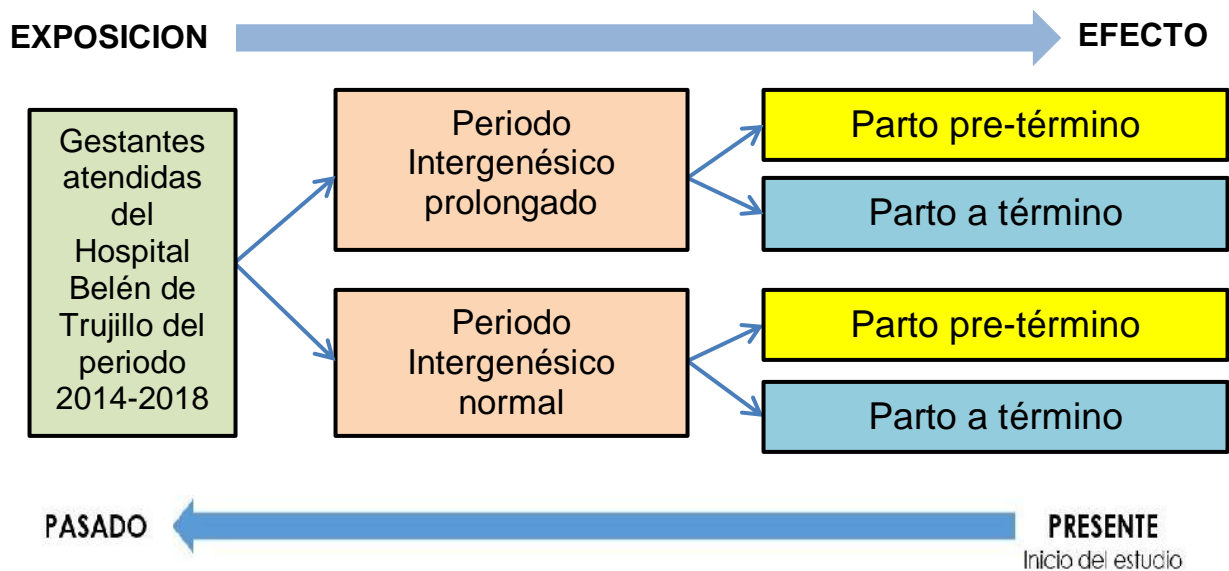 EXPOSICION
EFECTO
Gestantes
atendidas
del
Hospital
Belén de
Trujillo del
periodo
2014-2018
Periodo
Intergenésico
prolongado
Parto pre-término
Parto a término
Periodo
Intergenésico
normal
Parto pre-término
Parto a término
PASADO
PRESENTE
Inicio del estudio